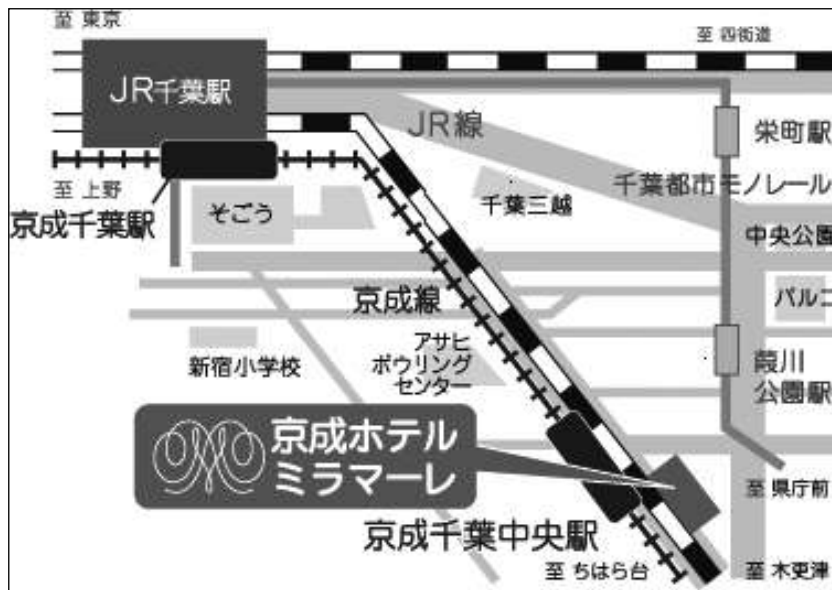 至 東京
至 四街道
JR千葉駅
JR線
栄町駅
千葉都市モノレール
至 上野
京成千葉駅
そごう
千葉三越
中央公園
京成線
パルコ
新宿小学校
アサヒ
ボウリング
センター
葭川
公園駅
京成ホテル
ミラマーレ
至 県庁前
京成千葉中央駅
至 ちはら台
至 木更津